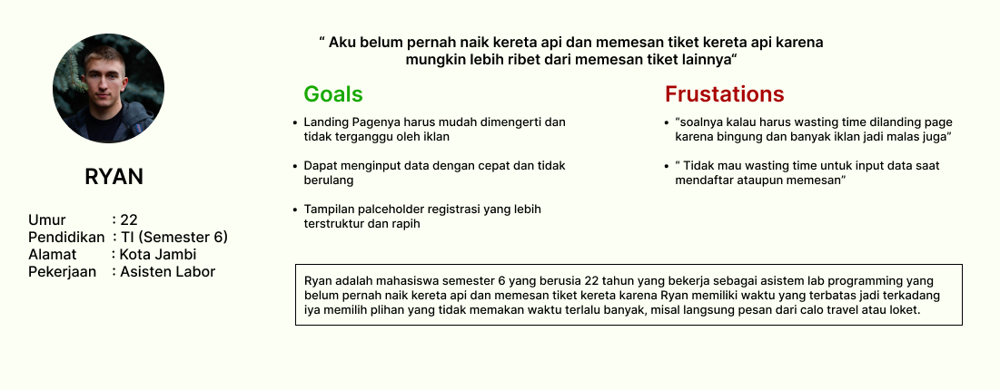 “ Aku belum pernah naik kereta api dan memesan tiket kereta api karena
mungkin lebih ribet dari memesan tiket lainnya“
RYAN
Umur : 22
Pendidikan : TI (Semester 6)
Alamat : Kota Jambi
Pekerjaan : Asisten Labor
Goals
• Landing Pagenya harus mudah dimengerti dan
tidak terganggu oleh iklan
• Dapat menginput data dengan cepat dan tidak
berulang
• Tampilan palceholder registrasi yang lebih
terstruktur dan rapih
Frustations
• “soalnya kalau harus wasting time dilanding page
karena bingung dan banyak iklan jadi malas juga”
• “ Tidak mau wasting time untuk input data saat
mendaftar ataupun memesan”
Ryan adalah mahasiswa semester 6 yang berusia 22 tahun yang bekerja sebagai asistem lab programming yang
belum pernah naik kereta api dan memesan tiket kereta karena Ryan memiliki waktu yang terbatas jadi terkadang
iya memilih plihan yang tidak memakan waktu terlalu banyak, misal langsung pesan dari calo travel atau loket.